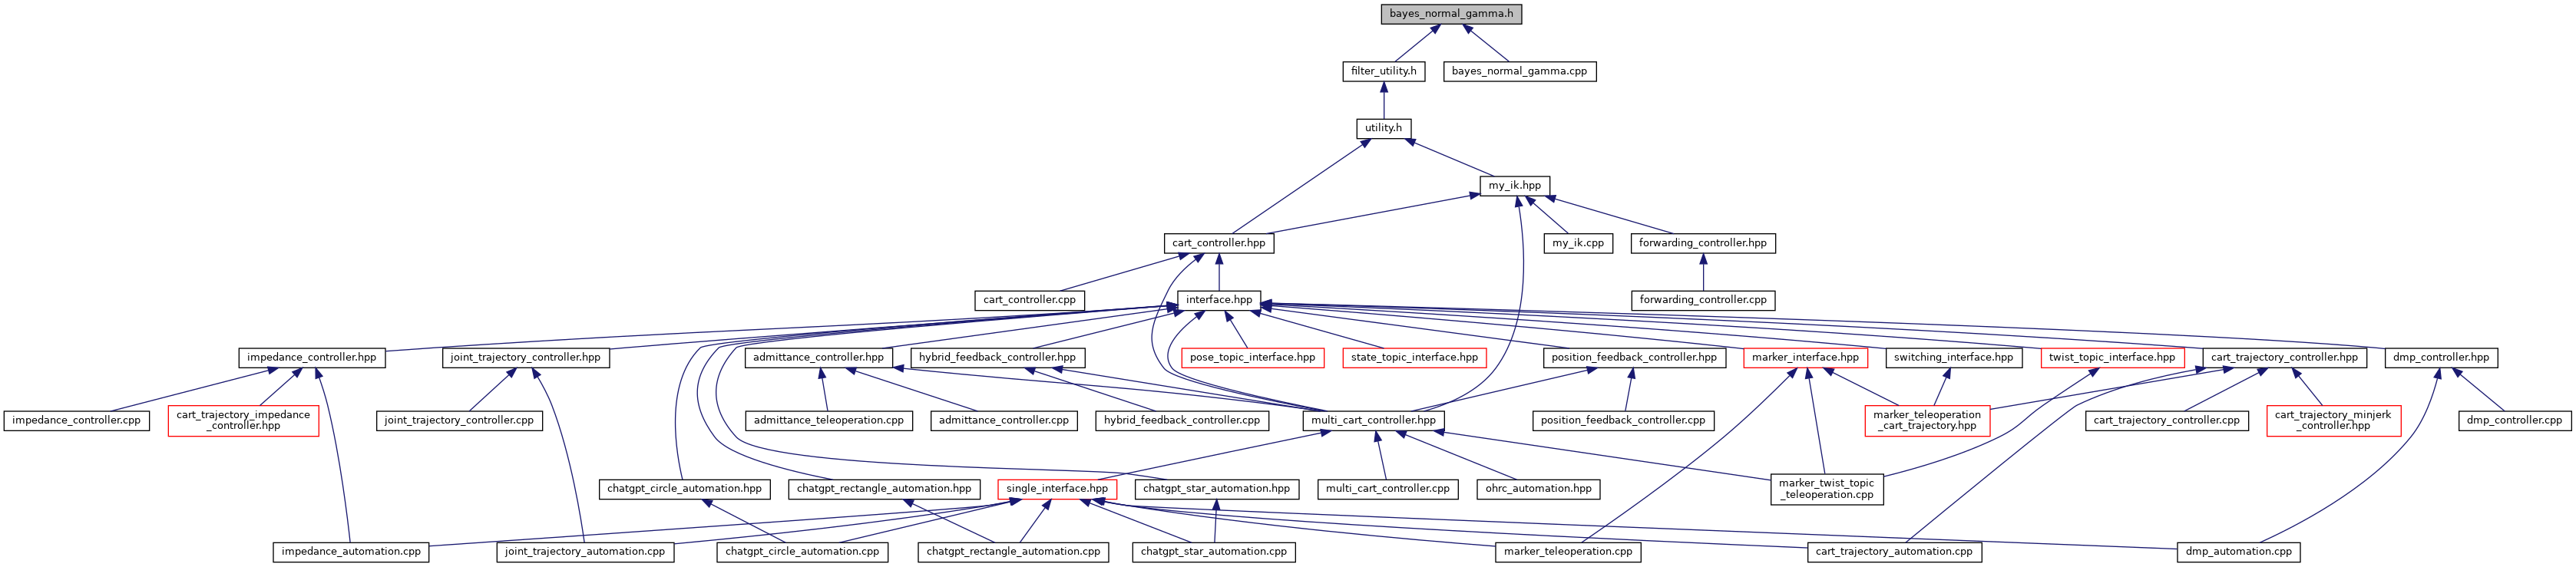 bayes_normal_gamma.h
filter_utility.h
bayes_normal_gamma.cpp
utility.h
my_ik.hpp
cart_controller.hpp
my_ik.cpp
forwarding_controller.hpp
cart_controller.cpp
interface.hpp
forwarding_controller.cpp
impedance_controller.hpp
joint_trajectory_controller.hpp
admittance_controller.hpp
hybrid_feedback_controller.hpp
pose_topic_interface.hpp
state_topic_interface.hpp
position_feedback_controller.hpp
marker_interface.hpp
switching_interface.hpp
twist_topic_interface.hpp
cart_trajectory_controller.hpp
dmp_controller.hpp
impedance_controller.cpp
cart_trajectory_impedance
_controller.hpp
joint_trajectory_controller.cpp
admittance_teleoperation.cpp
admittance_controller.cpp
hybrid_feedback_controller.cpp
multi_cart_controller.hpp
position_feedback_controller.cpp
marker_teleoperation
_cart_trajectory.hpp
cart_trajectory_controller.cpp
cart_trajectory_minjerk
_controller.hpp
dmp_controller.cpp
chatgpt_circle_automation.hpp
chatgpt_rectangle_automation.hpp
single_interface.hpp
chatgpt_star_automation.hpp
multi_cart_controller.cpp
ohrc_automation.hpp
marker_twist_topic
_teleoperation.cpp
impedance_automation.cpp
joint_trajectory_automation.cpp
chatgpt_circle_automation.cpp
chatgpt_rectangle_automation.cpp
chatgpt_star_automation.cpp
marker_teleoperation.cpp
cart_trajectory_automation.cpp
dmp_automation.cpp